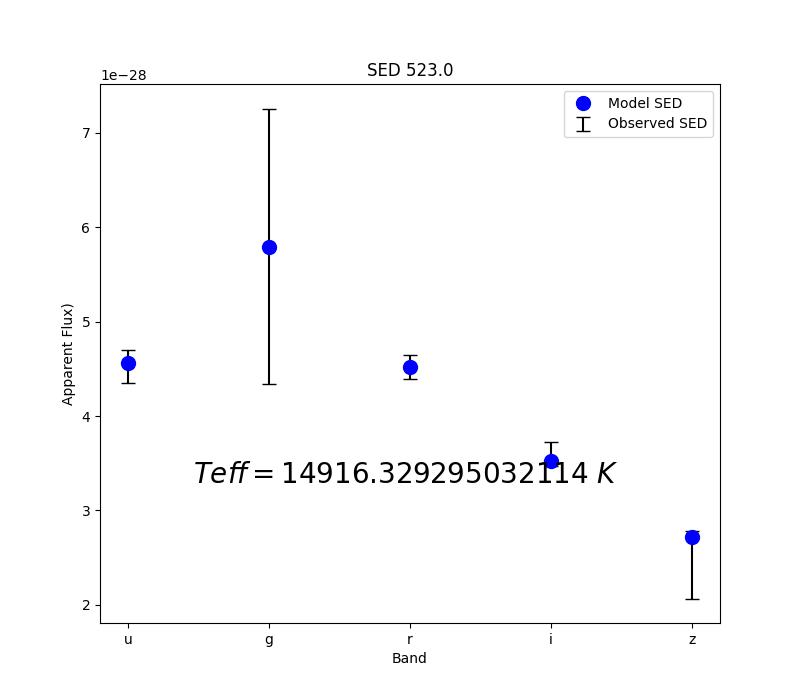 SED 523.0
1e−28
Model SED
Observed SED
7
6
5
4
3
2
Apparent Flux)
Teff = 14916.329295032114 K
u g r i z
Band